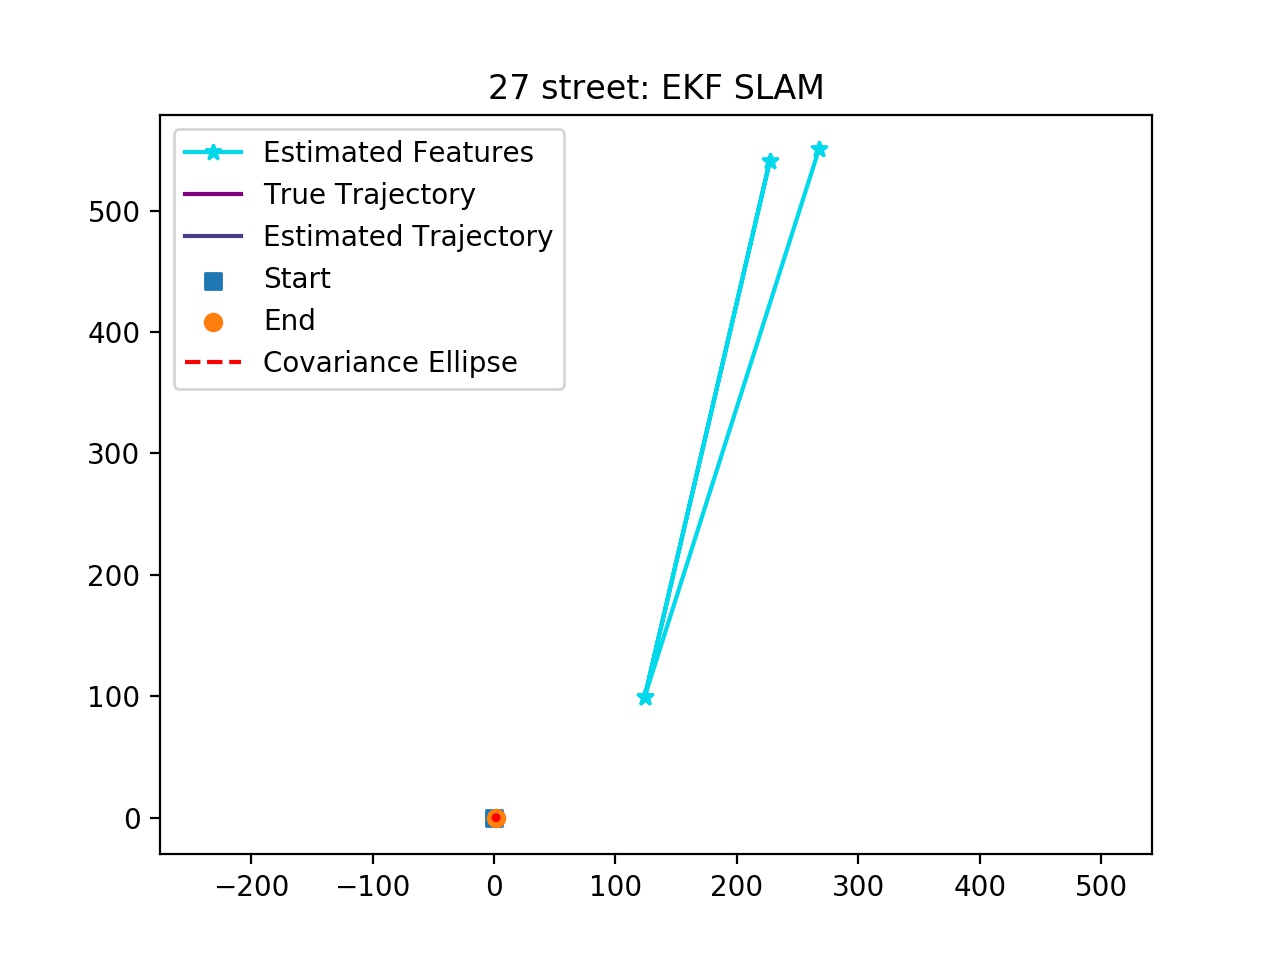 27 street: EKF SLAM
Estimated Features
True Trajectory
Estimated Trajectory
Start
End
Covariance Ellipse
500
400
300
200
100
0
−200 −100 0 100 200 300 400 500